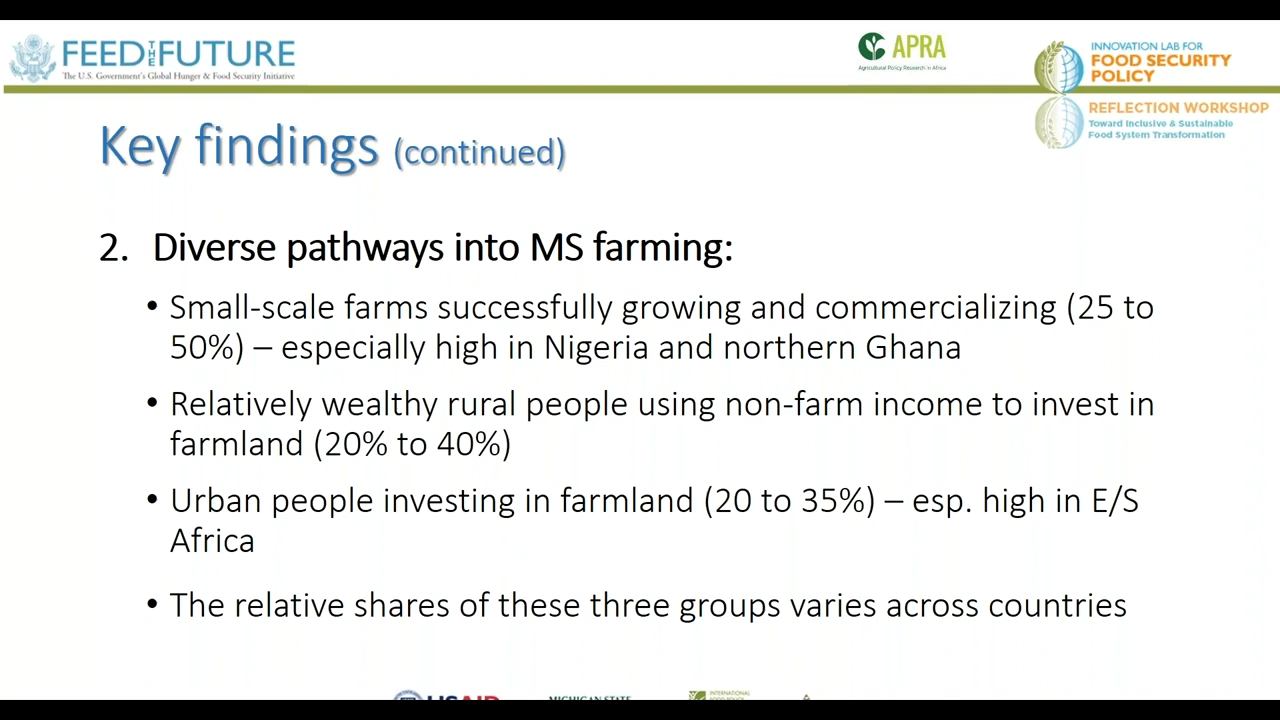 FEED THE FUTURE
The U.S. Government's Global Hunger & Food Security Initiative
APRA
Agricultural Policy Research in Africa
INNOVATION LAB FOR
FOOD SECURITY
POLICY
REFLECTION WORKSHOP
Toward Inclusive & Sustainable
Food System Transformation
Key findings (continued)
2. Diverse pathways into MS farming:
• Small-scale farms successfully growing and commercializing (25 to
50%) – especially high in Nigeria and northern Ghana
• Relatively wealthy rural people using non-farm income to invest in
farmland (20% to 40%)
• Urban people investing in farmland (20 to 35%) – esp. high in E/S
Africa
• The relative shares of these three groups varies across countries
USAID
MICHIGAN STATE
INTERNATIONAL